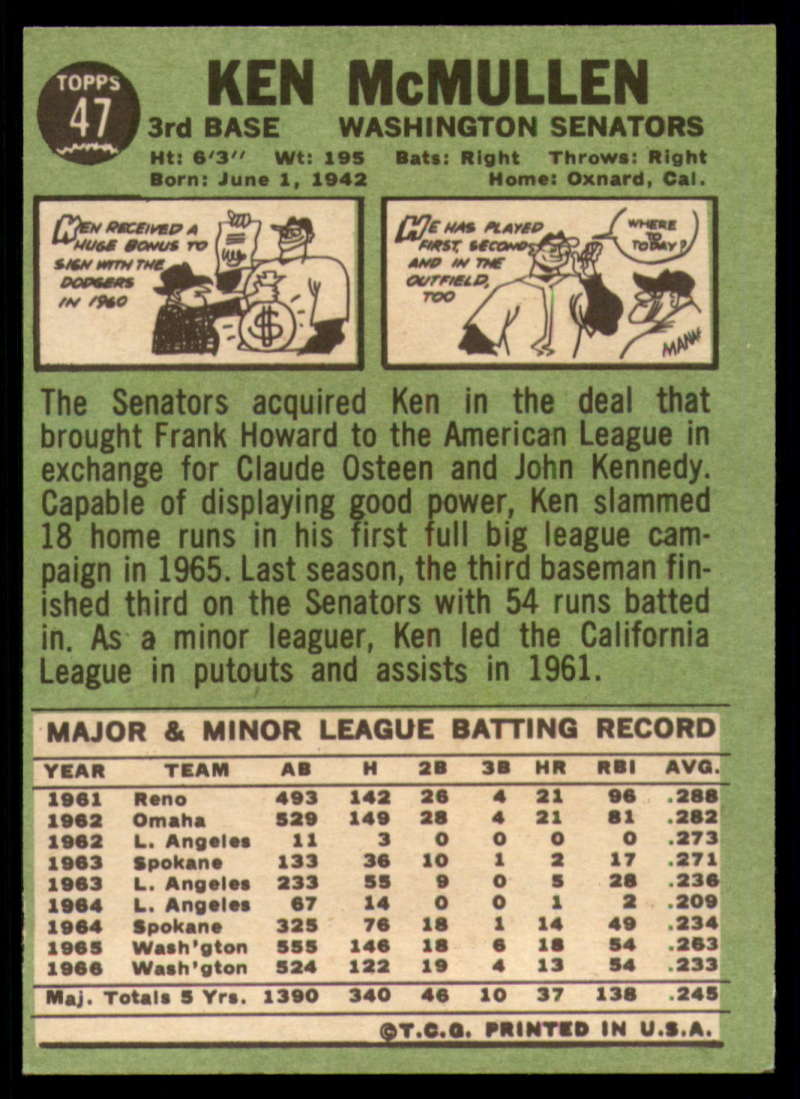 TOPPS
47
KEN McMULLEN
3rd BASE WASHINGTON SENATORS
Ht: 6'3" Wt: 195 Bats: Right Throws: Right
Born: June 1, 1942 Home: Oxnard, Cal.
KEN RECEIVED A
HUGE BONUS TO
SIGN WITH THE
DODGERS
IN 1960
$
HE HAS PLAYED
FIRST, SECOND
AND IN THE
OUTFIELD,
TOO
WHERE
TO
TODAY?
The Senators acquired Ken in the deal that
brought Frank Howard to the American League in
exchange for Claude Osteen and John Kennedy.
Capable of displaying good power, Ken slammed
18 home runs in his first full big league cam-
paign in 1965. Last season, the third baseman fin-
ished third on the Senators with 54 runs batted
in. As a minor leaguer, Ken led the California
League in putouts and assists in 1961.
MAJOR & MINOR LEAGUE BATTING RECORD
YEAR TEAM AB H 2B 3B HR RBI AVG.
1961 Reno 493 142 26 4 21 96 .288
1962 Omaha 529 149 28 4 21 81 .282
1962 L. Angeles 11 3 0 0 0 0 .273
1963 Spokane 133 36 10 1 2 17 .271
1963 L. Angeles 233 55 9 0 5 28 .236
1964 L. Angeles 67 14 0 0 1 2 .209
1964 Spokane 325 76 18 1 14 49 .234
1965 Wash'gton 555 146 18 6 18 54 .263
1966 Wash'gton 524 122 19 4 13 54 .233
Maj. Totals 5 Yrs. 1390 340 46 10 37 138 .245
©T.C.G. PRINTED IN U.S.A.